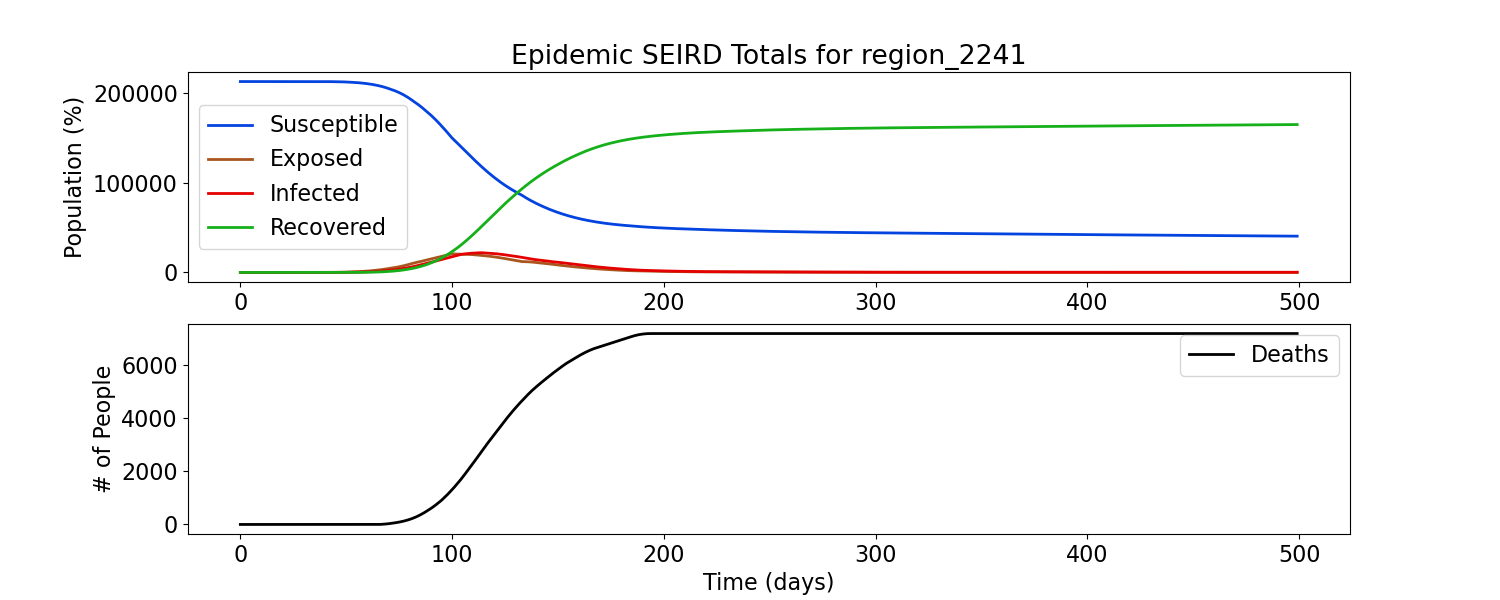 Epidemic SEIRD Totals for region_2241
Population (%)
200000
100000
0
Susceptible
Exposed
Infected
Recovered
0 100 200 300 400 500
# of People
6000
4000
2000
0
Deaths
0 100 200 300 400 500
Time (days)